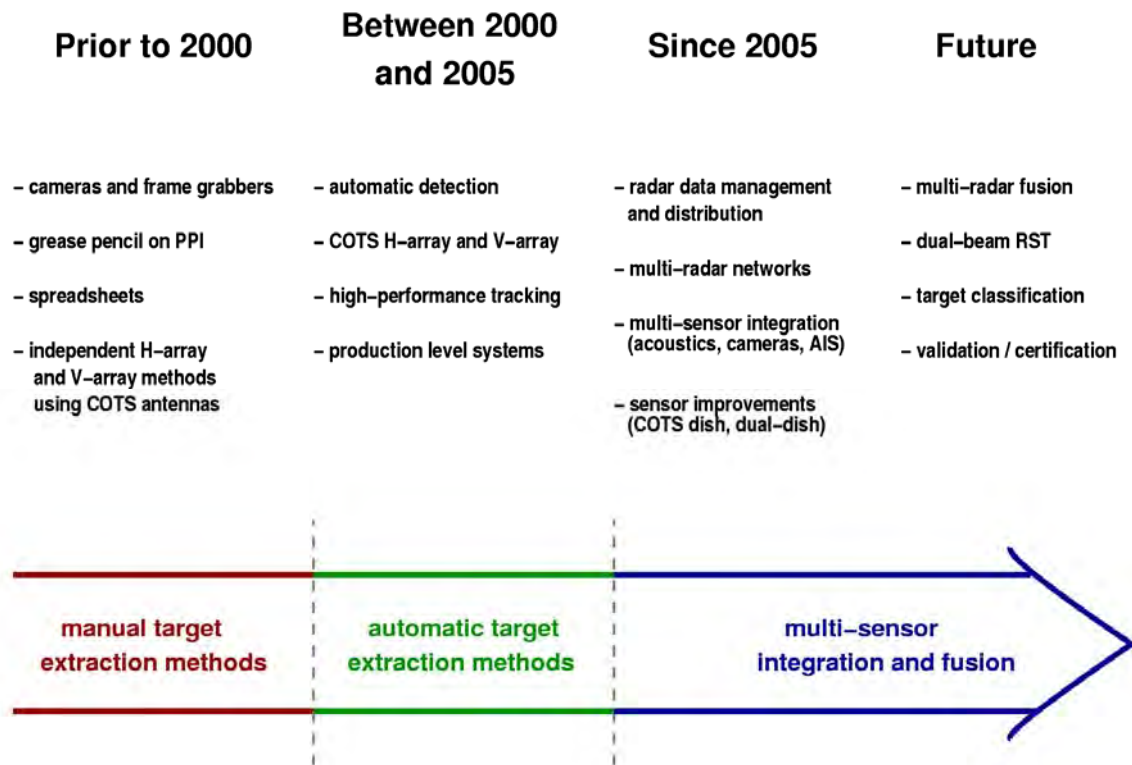 Prior to 2000
Between 2000
and 2005
Since 2005
Future
– cameras and frame grabbers
– grease pencil on PPI
– spreadsheets
– independent H–array
and V–array methods
using COTS antennas
– automatic detection
– COTS H–array and V–array
– high–performance tracking
– production level systems
– radar data management
and distribution
– multi–radar networks
– multi–sensor integration
(acoustics, cameras, AIS)
– sensor improvements
(COTS dish, dual–dish)
– multi–radar fusion
– dual–beam RST
– target classification
– validation / certification
manual target
extraction methods
automatic target
extraction methods
multi–sensor
integration and fusion